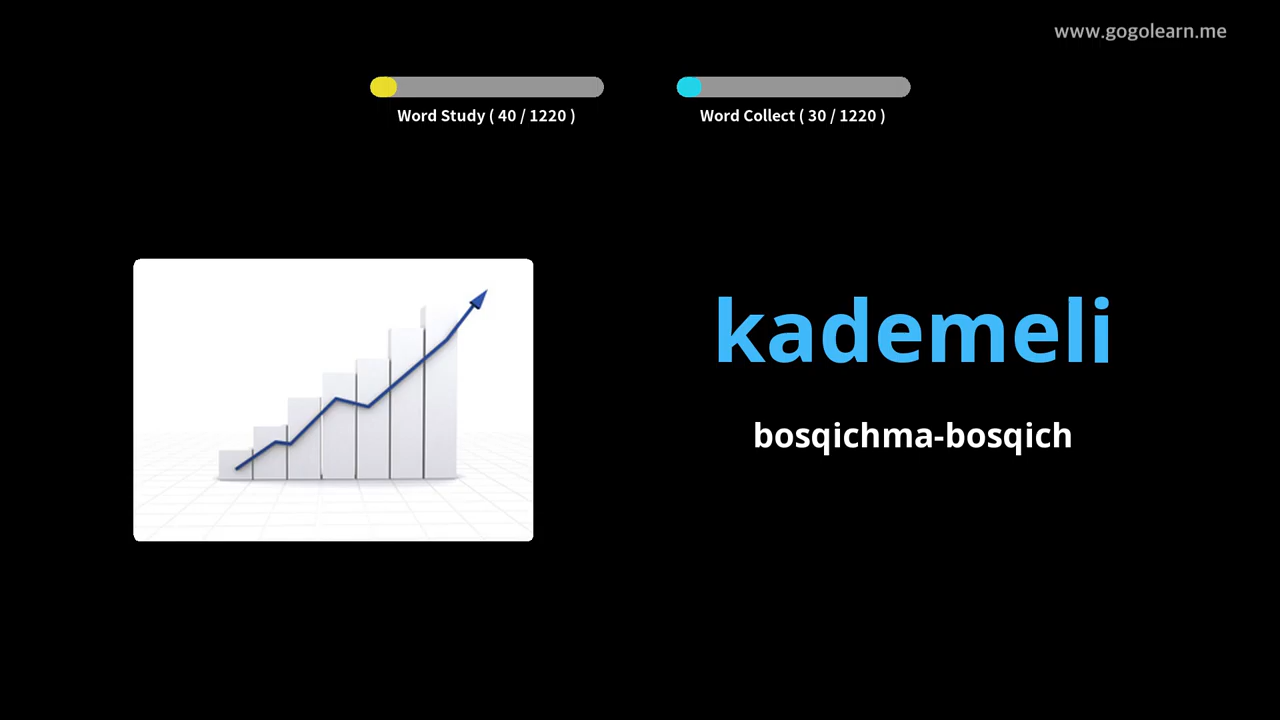 www.gogolearn.me
Word Study ( 40 / 1220 )
Word Collect ( 30 / 1220 )
kademeli
bosqichma-bosqich